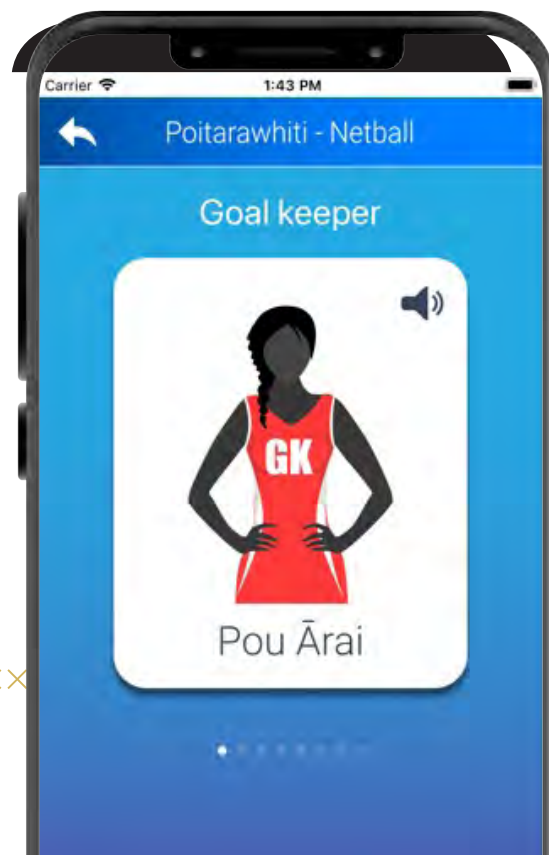 Carrier 1:43 PM
Poitarawhiti - Netball
Goal keeper
GK
Pou Ārai